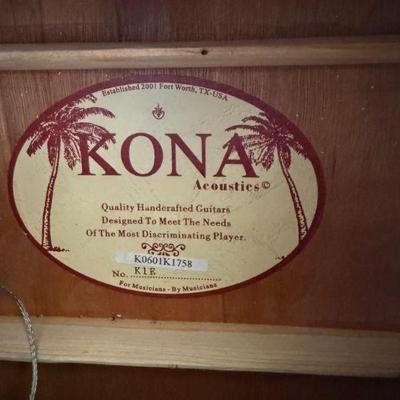 Established 2001 Fort Worth, TX-USA
KONA
Acoustics©
Quality Handcrafted Guitars
Designed To Meet The Needs
Of The Most Discriminating Player.
K0601K1758
No. K1E
For Musicians - By Musicians